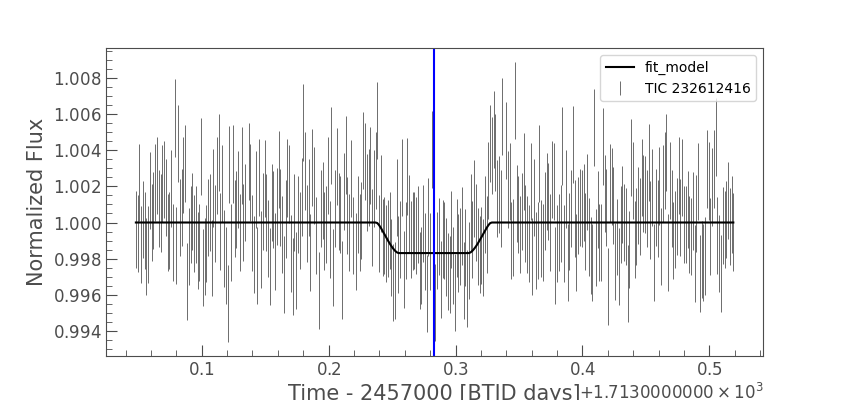 Normalized Flux
1.008
1.006
1.004
1.002
1.000
0.998
0.996
0.994
fit_model
TIC 232612416
0.1
0.2
0.3
0.4
0.5
Time - 2457000 [BTJD days]
+1.7130000000 × 10³